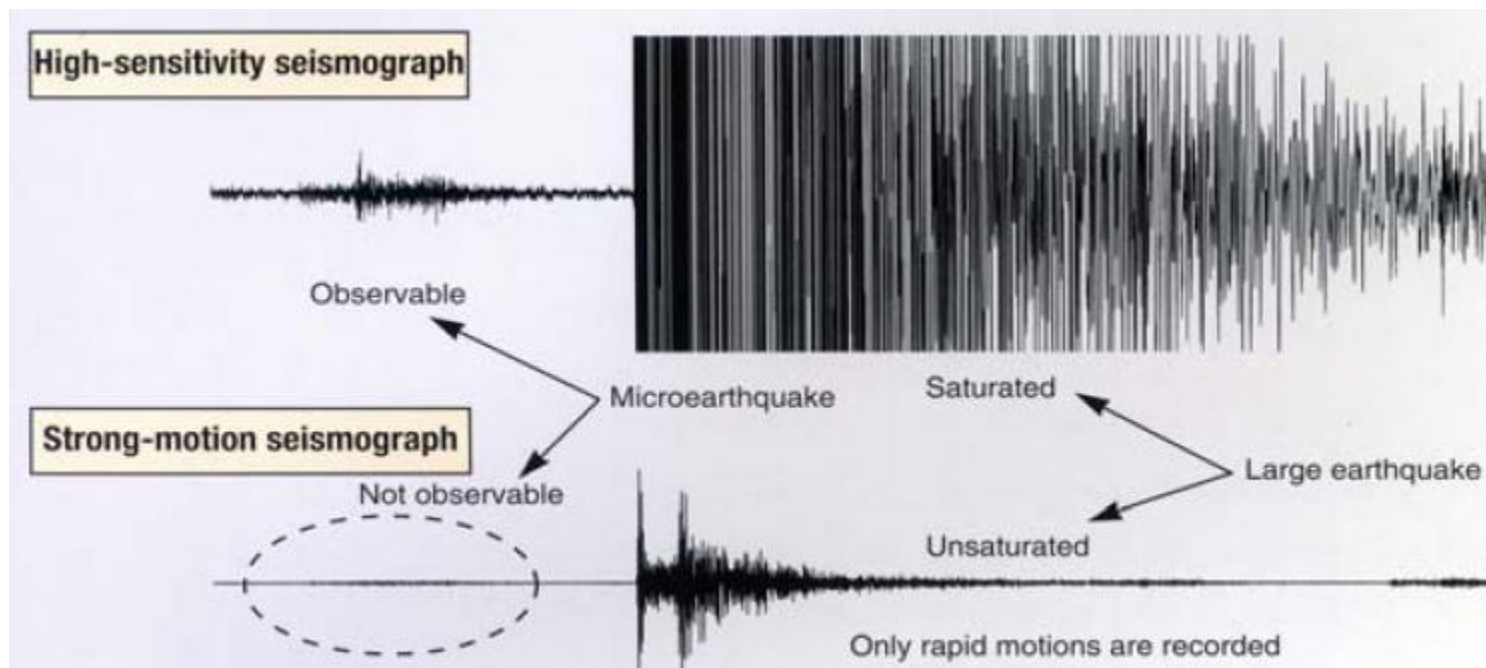 High-sensitivity seismograph
Observable
Microearthquake
Saturated
Strong-motion seismograph
Large earthquake
Not observable
Unsaturated
Only rapid motions are recorded